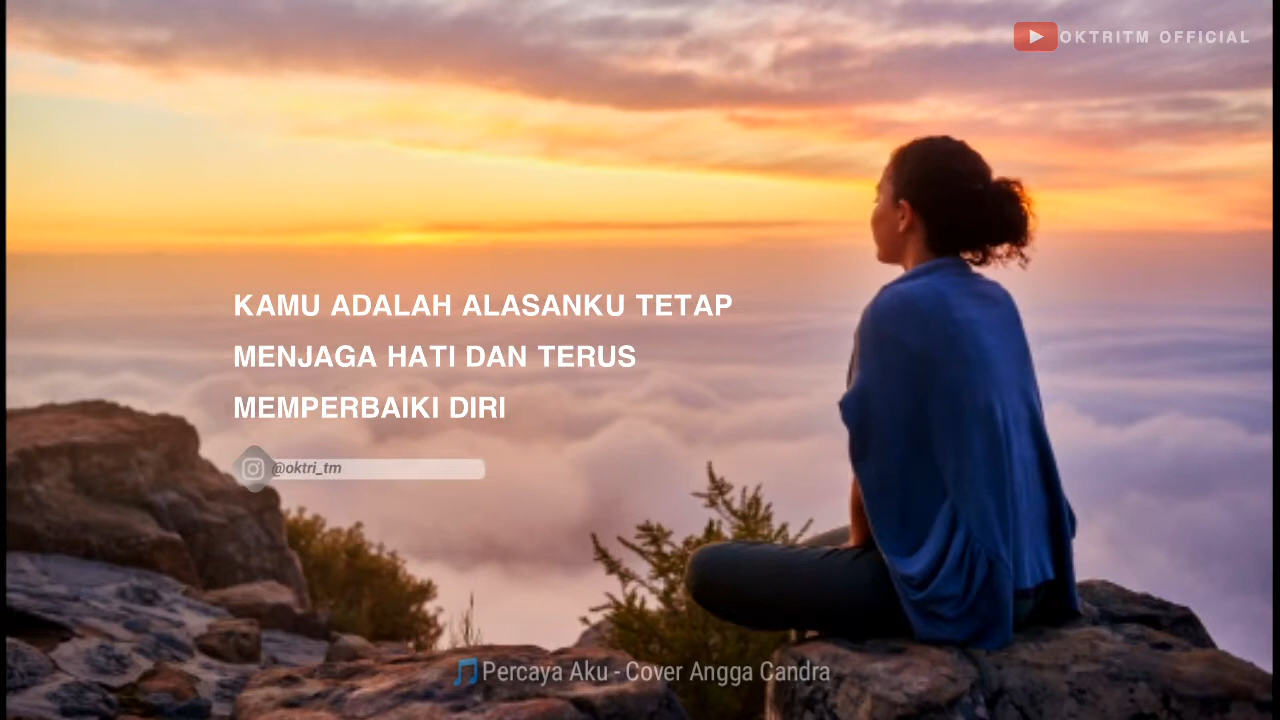 OKTRITM OFFICIAL
KAMU ADALAH ALASANKU TETAP
MENJAGA HATI DAN TERUS
MEMPERBAIKI DIRI
@oktri_tm
Percaya Aku - Cover Angga Candra